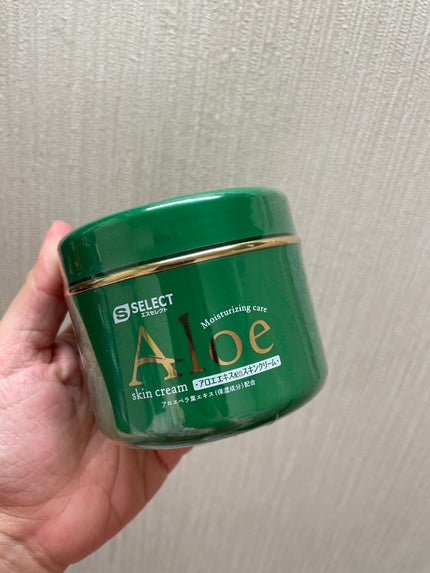 S SELECT
エスセレクト
Moisturizing care
Aloe
skin cream
・アロエエキス配合スキンクリーム・
アロエベラ葉エキス(保湿成分)配合